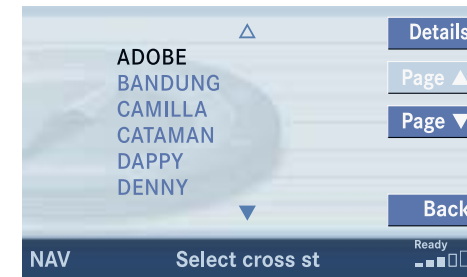 Details
ADOBE
Page
BANDUNG
CAMILLA
Page
CATAMAN
DAPPY
DENNY
Back
NAV Select cross st Ready